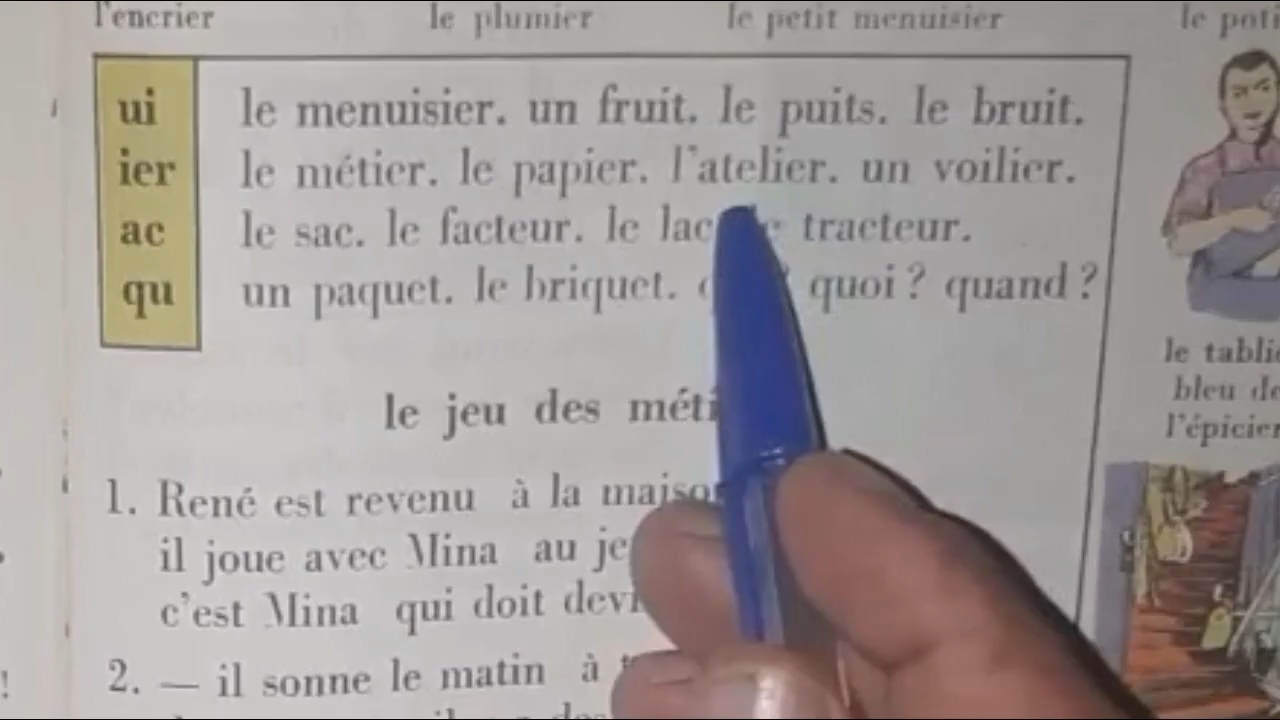 l'encrier le plumier le petit menuisier le
ui le menuisier. un fruit. le puits. le bruit.
ier le métier. le papier. l'atelier. un voilier.
ac le sac. le facteur. le lac tracteur.
qu un paquet. le briquet. quoi ? quand ?
le tabli
bleu de
l'épicier
le jeu des méti
1. René est revenu à la maiso
il joue avec Mina au je
c'est Mina qui doit devi
2. — il sonne le matin à